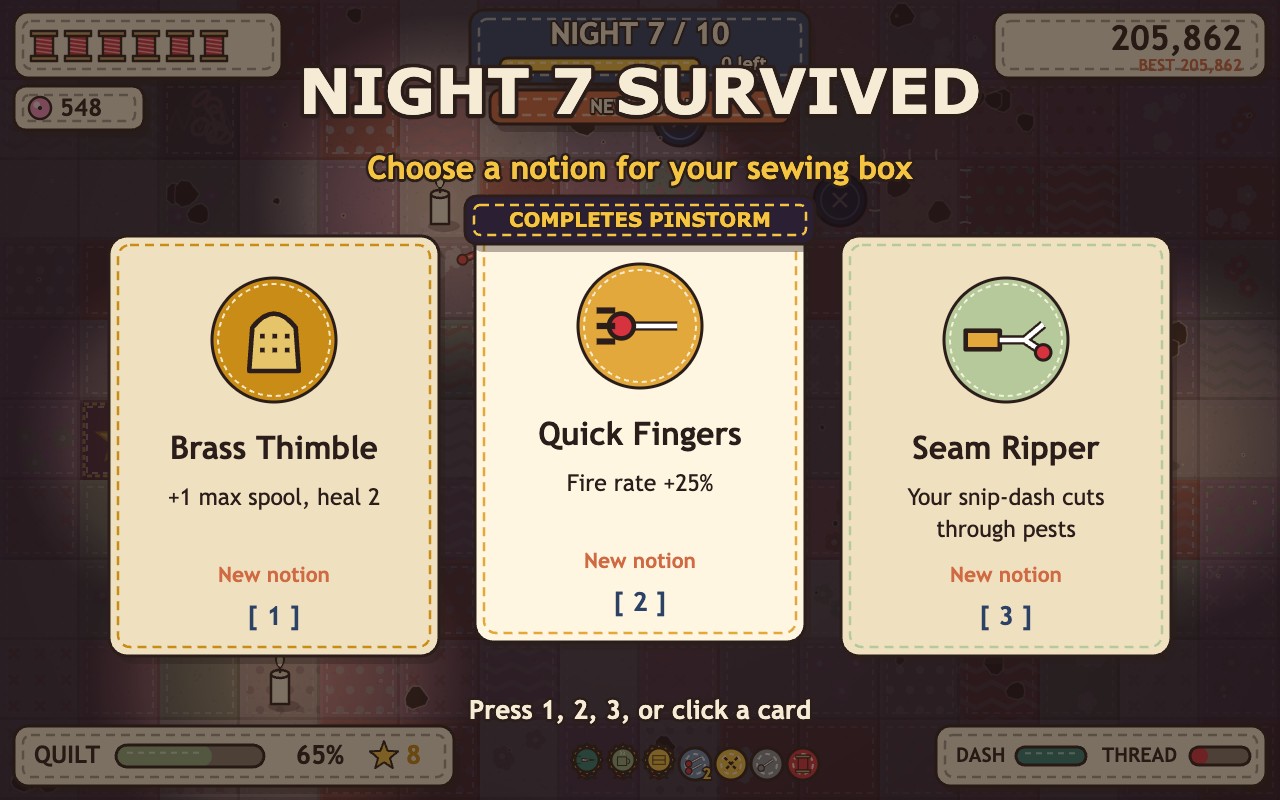 NIGHT 7 / 10
205,862
0 left
BEST 205,862
548
NIGHT 7 SURVIVED
Choose a notion for your sewing box
COMPLETES PINSTORM
Brass Thimble
+1 max spool, heal 2
New notion
[ 1 ]
Quick Fingers
Fire rate +25%
New notion
[ 2 ]
Seam Ripper
Your snip-dash cuts
through pests
New notion
[ 3 ]
Press 1, 2, 3, or click a card
QUILT 65% 8
2
DASH THREAD